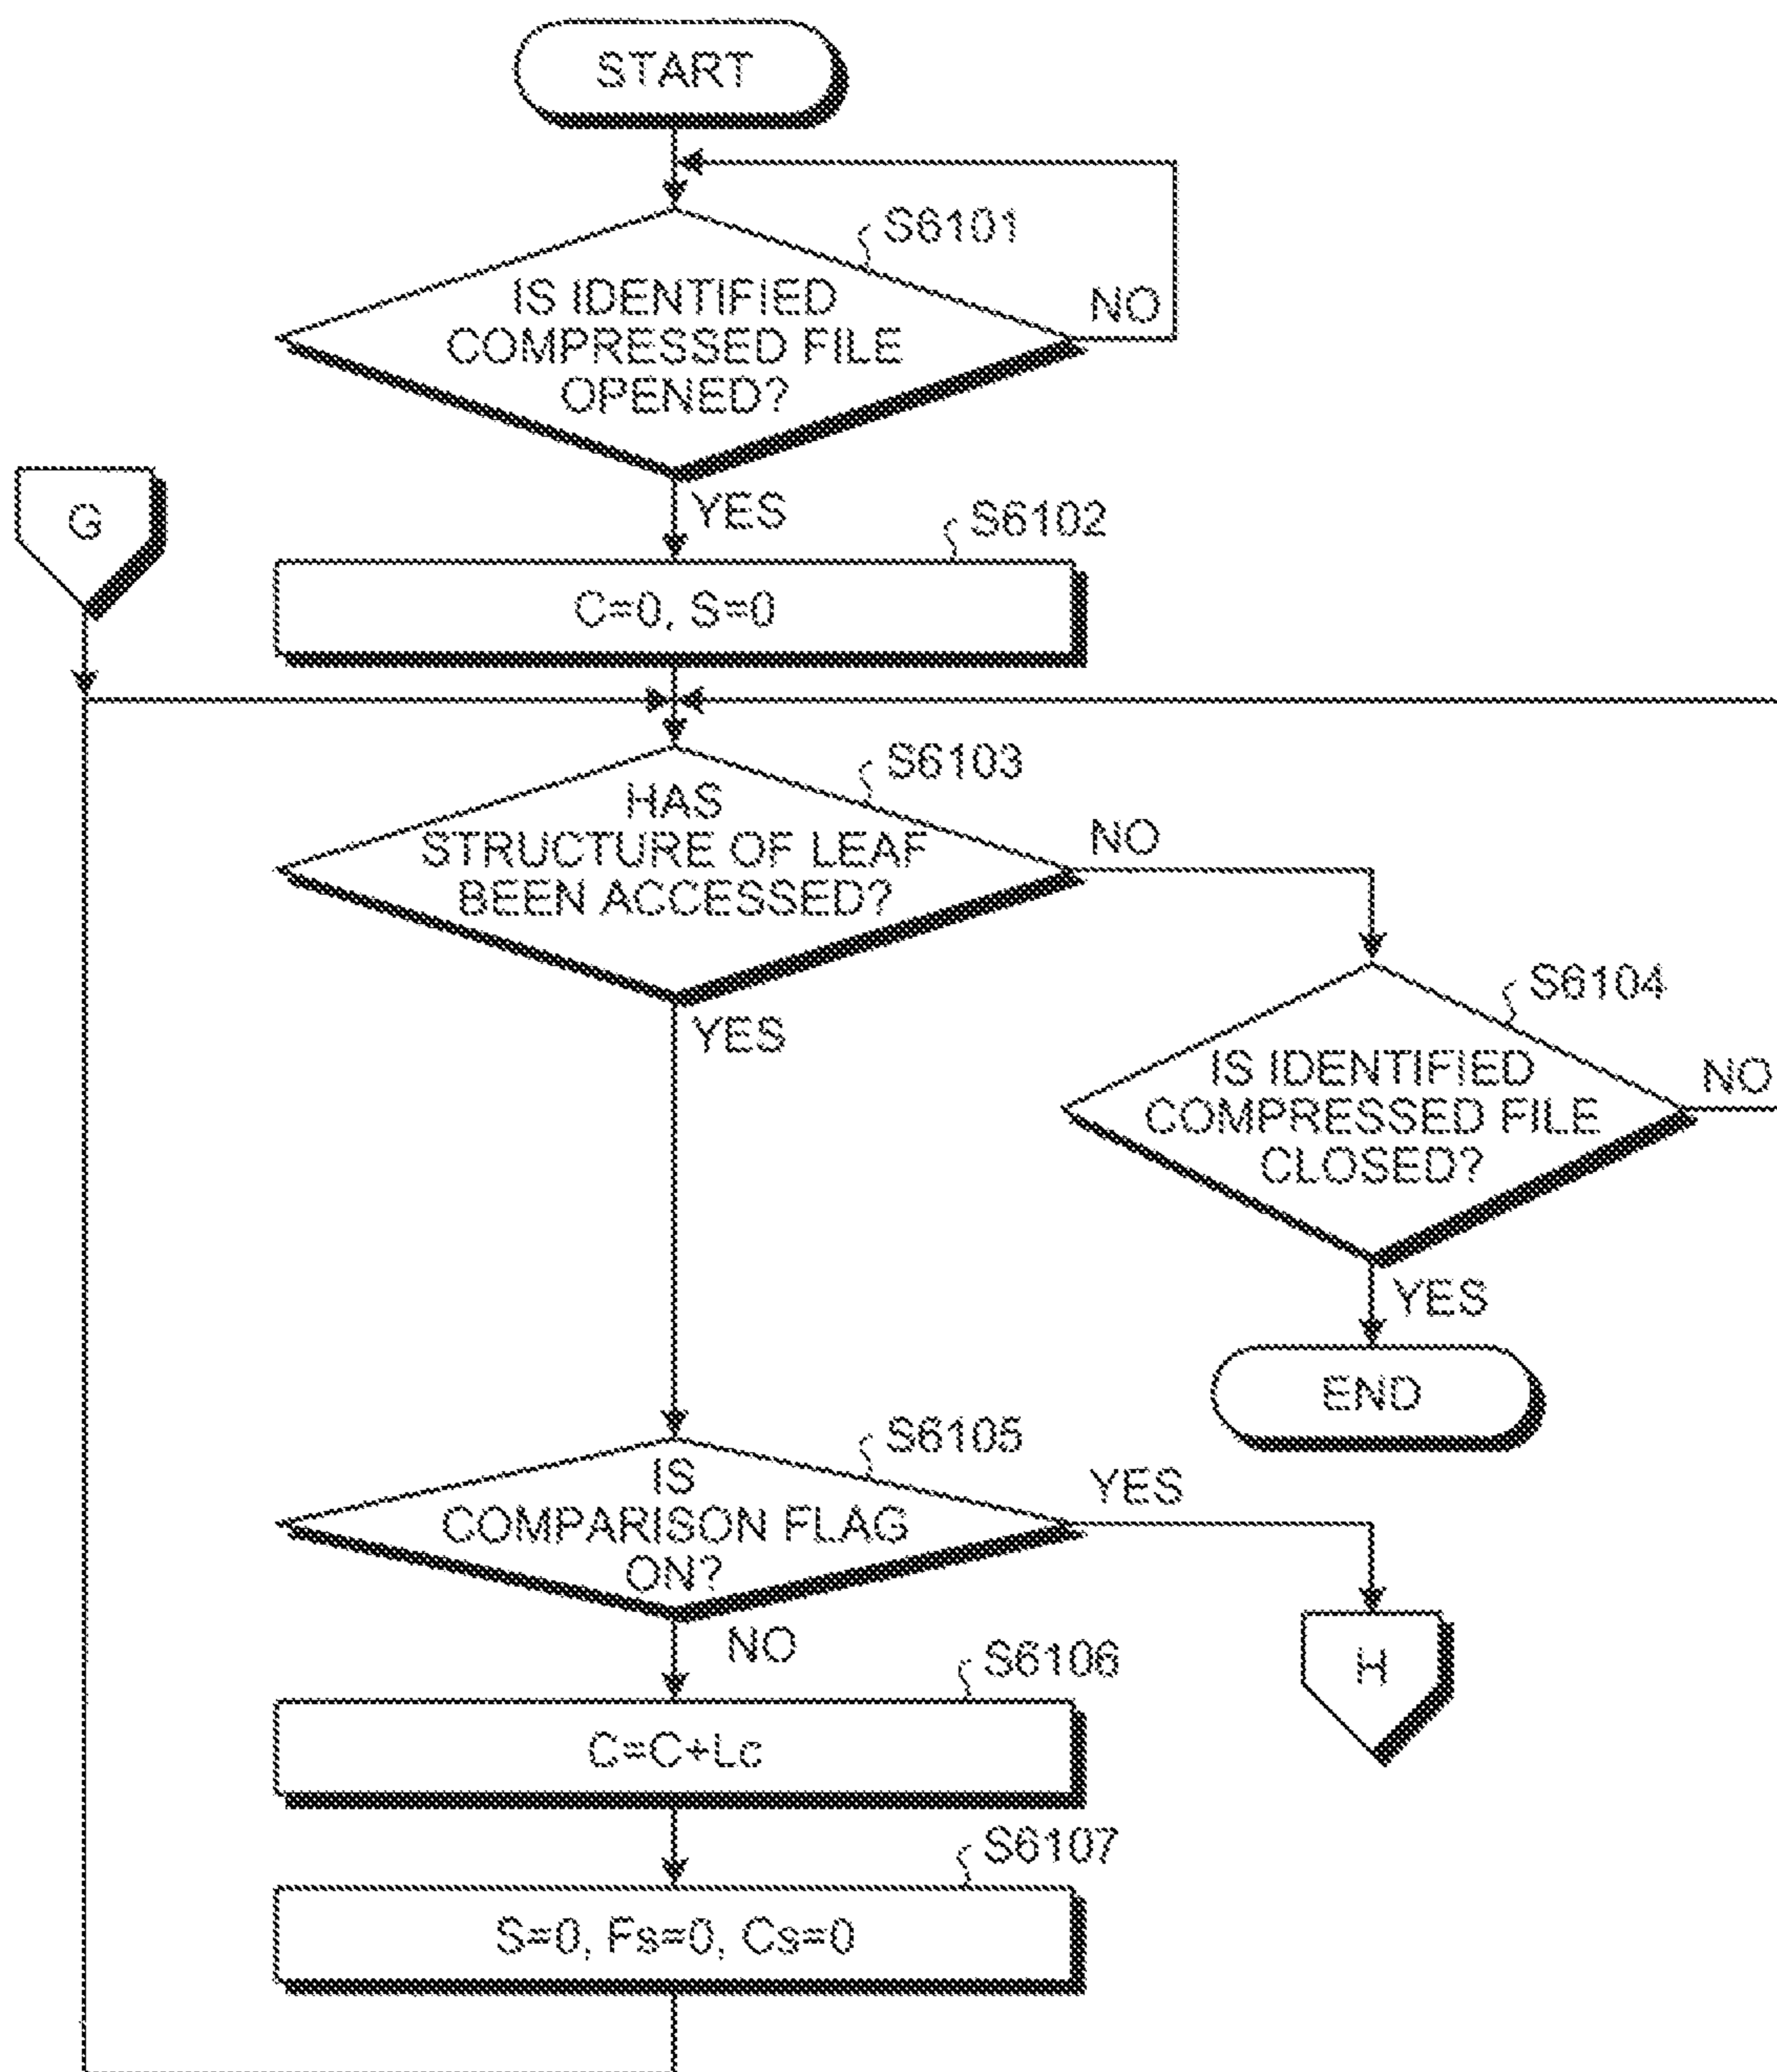 START
S6101
IS IDENTIFIED
COMPRESSED FILE
OPENED?
NO
YES
G
S6102
C=0, S=0
S6103
HAS
STRUCTURE OF LEAF
BEEN ACCESSED?
NO
YES
S6104
IS IDENTIFIED
COMPRESSED FILE
CLOSED?
NO
YES
END
S6105
IS
COMPARISON FLAG
ON?
YES
NO
H
S6106
C=C+Lc
S6107
S=0, Fs=0, Cs=0